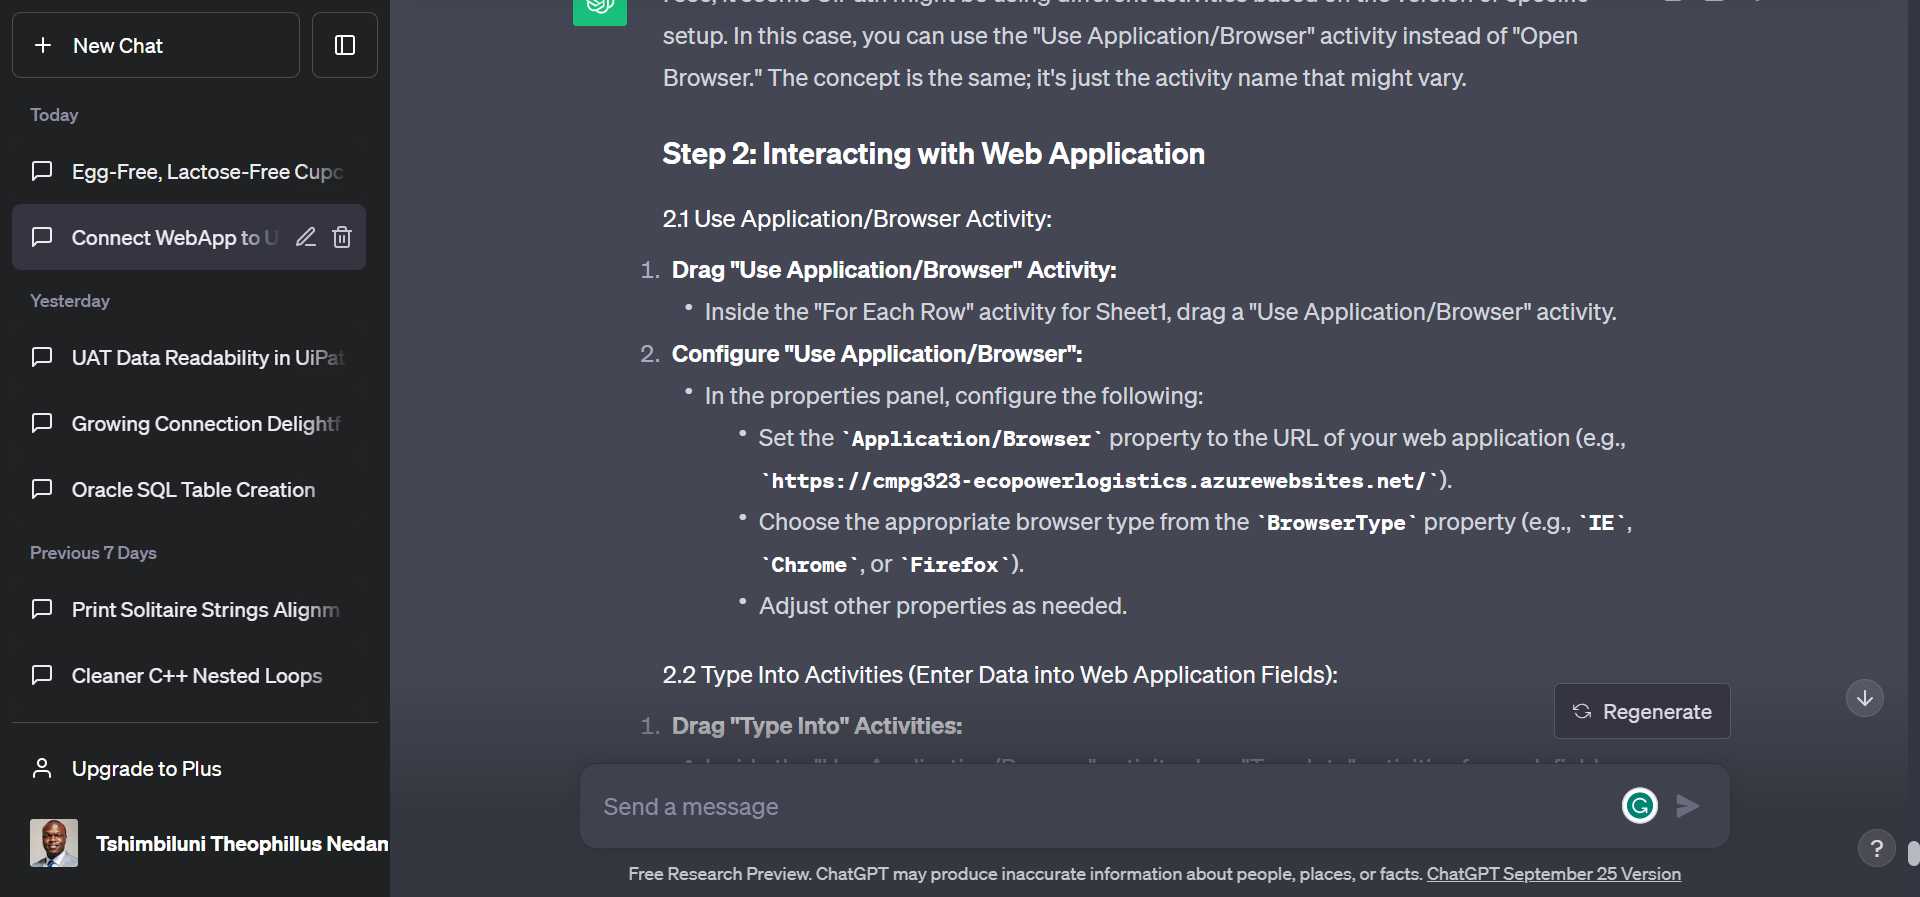 New Chat
Today
Egg-Free, Lactose-Free Cupc
Connect WebApp to U
Yesterday
UAT Data Readability in UiPat
Growing Connection Delightf
Oracle SQL Table Creation
Previous 7 Days
Print Solitaire Strings Alignm
Cleaner C++ Nested Loops
Upgrade to Plus
Tshimbiluni Theophillus Nedan
setup. In this case, you can use the "Use Application/Browser" activity instead of "Open
Browser." The concept is the same; it's just the activity name that might vary.
Step 2: Interacting with Web Application
2.1 Use Application/Browser Activity:
1. Drag "Use Application/Browser" Activity:
• Inside the "For Each Row" activity for Sheet1, drag a "Use Application/Browser" activity.
2. Configure "Use Application/Browser":
• In the properties panel, configure the following:
• Set the `Application/Browser` property to the URL of your web application (e.g.,
`https://cmpg323-ecopowerlogistics.azurewebsites.net/`).
• Choose the appropriate browser type from the `BrowserType` property (e.g., `IE`,
`Chrome`, or `Firefox`).
• Adjust other properties as needed.
2.2 Type Into Activities (Enter Data into Web Application Fields):
1. Drag "Type Into" Activities:
Regenerate
Send a message
?
Free Research Preview. ChatGPT may produce inaccurate information about people, places, or facts. ChatGPT September 25 Version